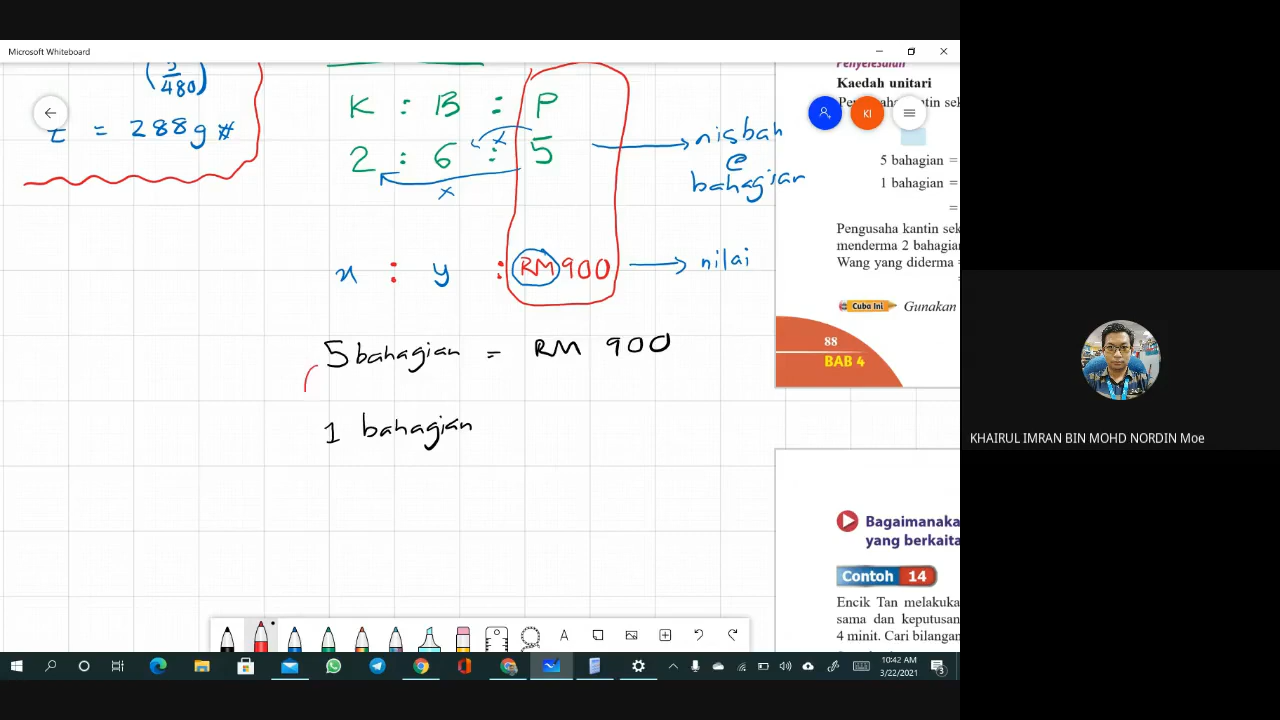 Microsoft Whiteboard
480
= 288g #
K : B : P
2 : 6 : 5
x
x
nisbah
@
bahagian
x : y : RM900
nilai
5 bahagian = RM 900
1 bahagian
Penyelesaian
Kaedah unitari
KI
5 bahagian =
1 bahagian =
=
Pengusaha kantin sek
menderma 2 bahagian
Wang yang diderma =
=
Cuba Ini
Gunakan
88
BAB 4
KHAIRUL IMRAN BIN MOHD NORDIN Moe
Bagaimanaka
yang berkaita
Contoh 14
Encik Tan melakuka
sama dan keputusan
4 minit. Cari bilangan
A
10:42 AM
3/22/2021
3